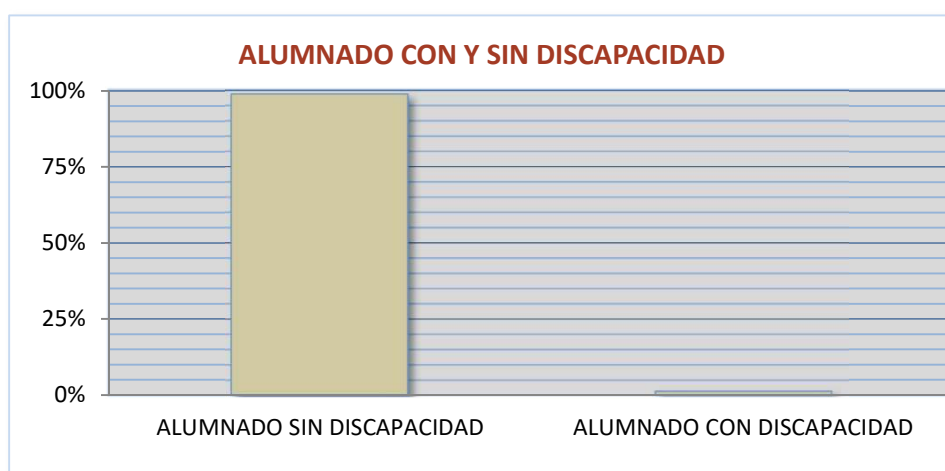 ALUMNADO CON Y SIN DISCAPACIDAD
100%
75%
50%
25%
0%
ALUMNADO SIN DISCAPACIDAD
ALUMNADO CON DISCAPACIDAD